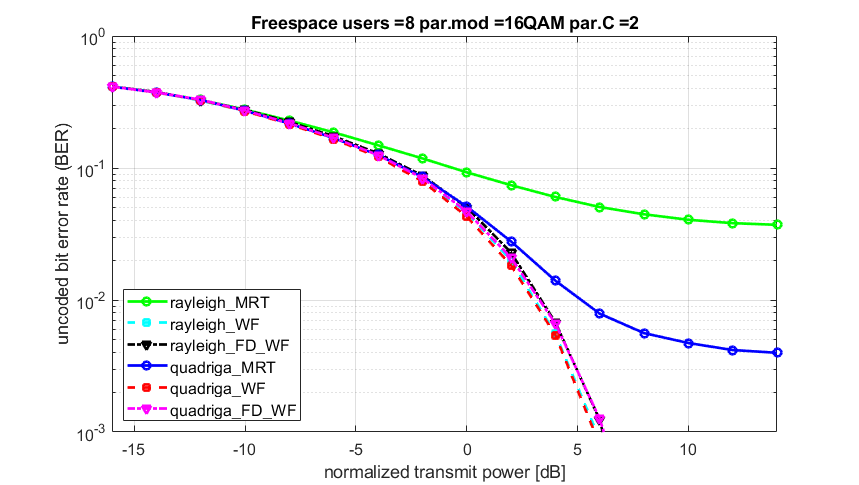 Freespace users =8 par.mod =16QAM par.C =2
uncoded bit error rate (BER)
10^0
10^-1
10^-2
10^-3
rayleigh_MRT
rayleigh_WF
rayleigh_FD_WF
quadriga_MRT
quadriga_WF
quadriga_FD_WF
-15 -10 -5 0 5 10
normalized transmit power [dB]